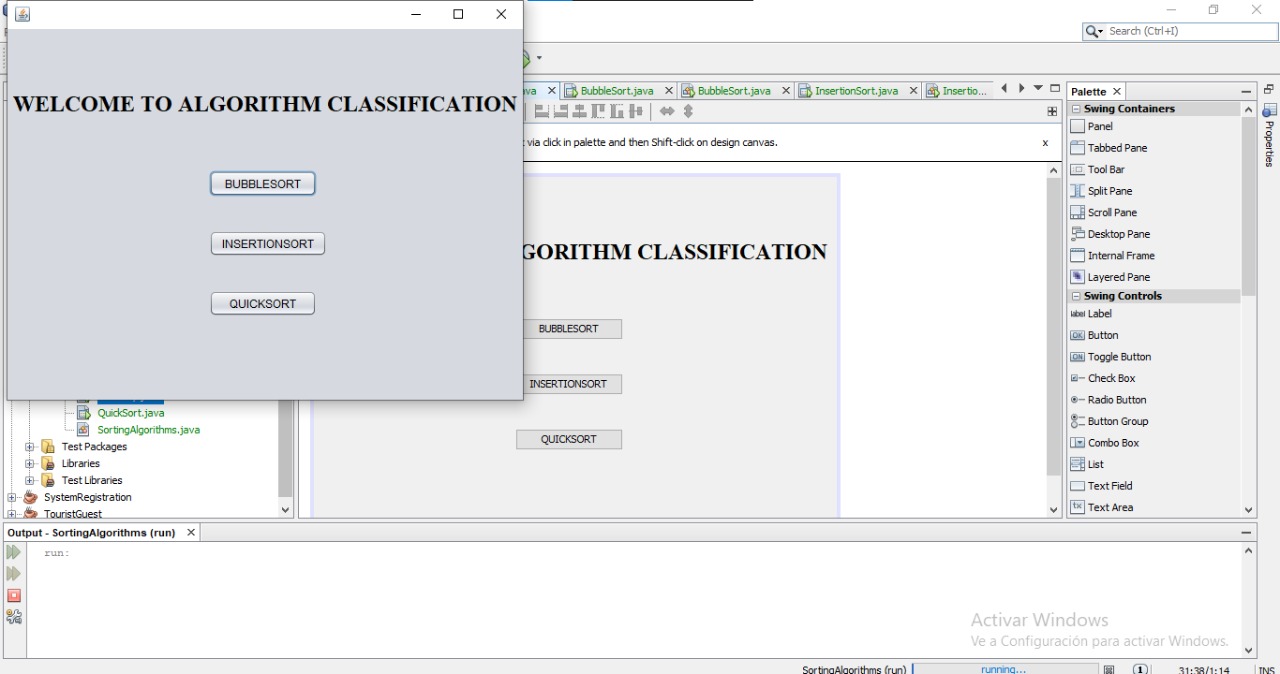 Search (Ctrl+I)
WELCOME TO ALGORITHM CLASSIFICATION
BUBBLESORT
INSERTIONSORT
QUICKSORT
ava
BubbleSort.java
BubbleSort.java
InsertionSort.java
Insertio...
via click in palette and then Shift-click on design canvas.
x
GORITHM CLASSIFICATION
BUBBLESORT
INSERTIONSORT
QUICKSORT
Palette
Swing Containers
Panel
Tabbed Pane
Tool Bar
Split Pane
Scroll Pane
Desktop Pane
Internal Frame
Layered Pane
Swing Controls
label Label
OK Button
ON Toggle Button
Check Box
Radio Button
Button Group
Combo Box
List
Text Field
Text Area
Properties
QuickSort.java
SortingAlgorithms.java
Test Packages
Libraries
Test Libraries
SystemRegistration
TouristGuest
Output - SortingAlgorithms (run)
run:
Activar Windows
Ve a Configuración para activar Windows.
SortingAlgorithms (run)
running...
1
31:38/1:14
INS